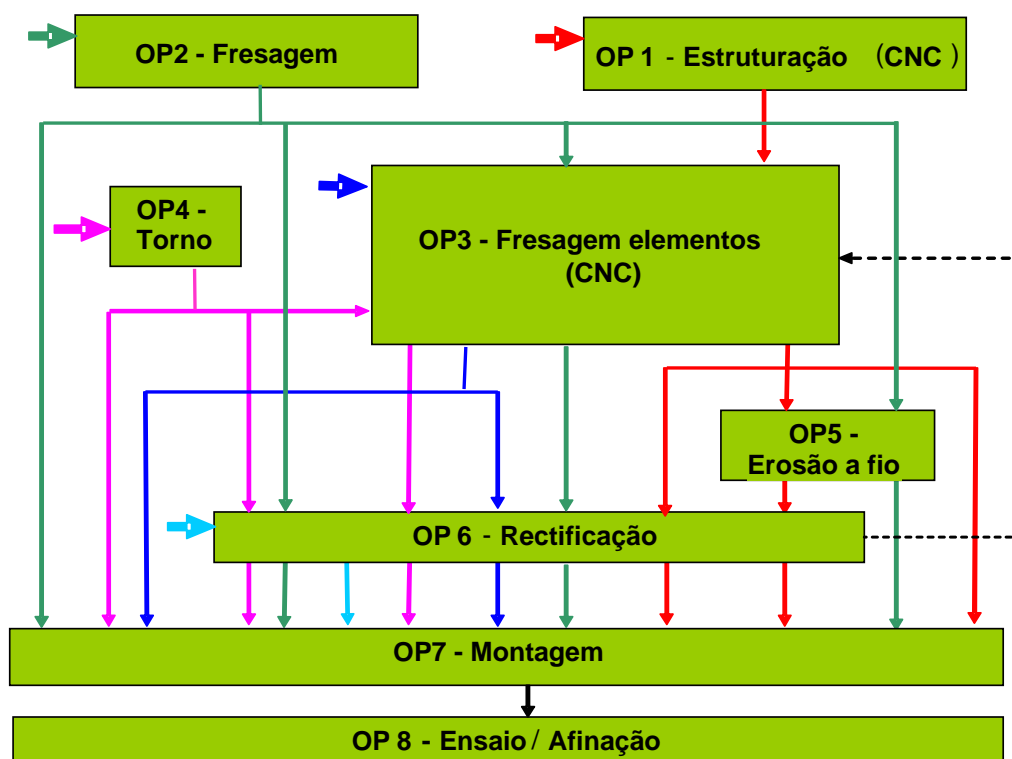 OP2 - Fresagem
OP 1 - Estruturação (CNC )
OP4 -
Torno
OP3 - Fresagem elementos
(CNC)
OP5 -
Erosão a fio
OP 6 - Rectificação
OP7 - Montagem
OP 8 - Ensaio / Afinação